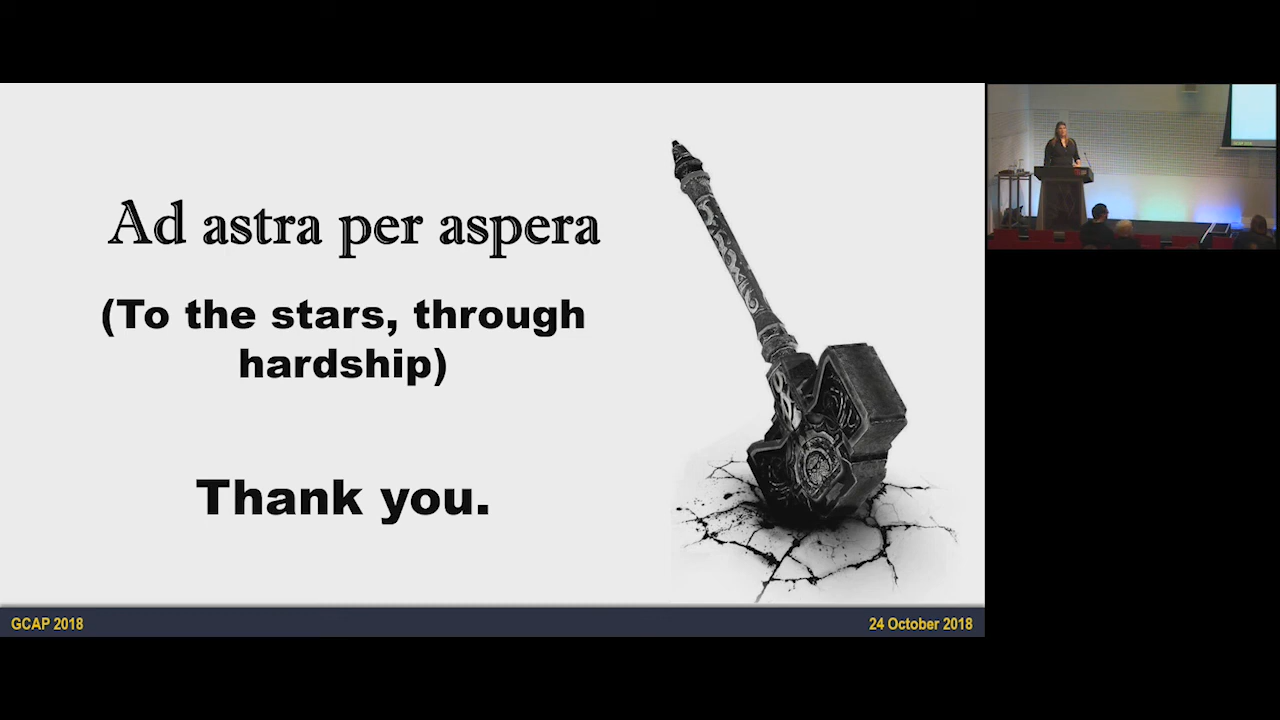 Ad astra per aspera
(To the stars, through
hardship)
Thank you.
GCAP 2018
24 October 2018